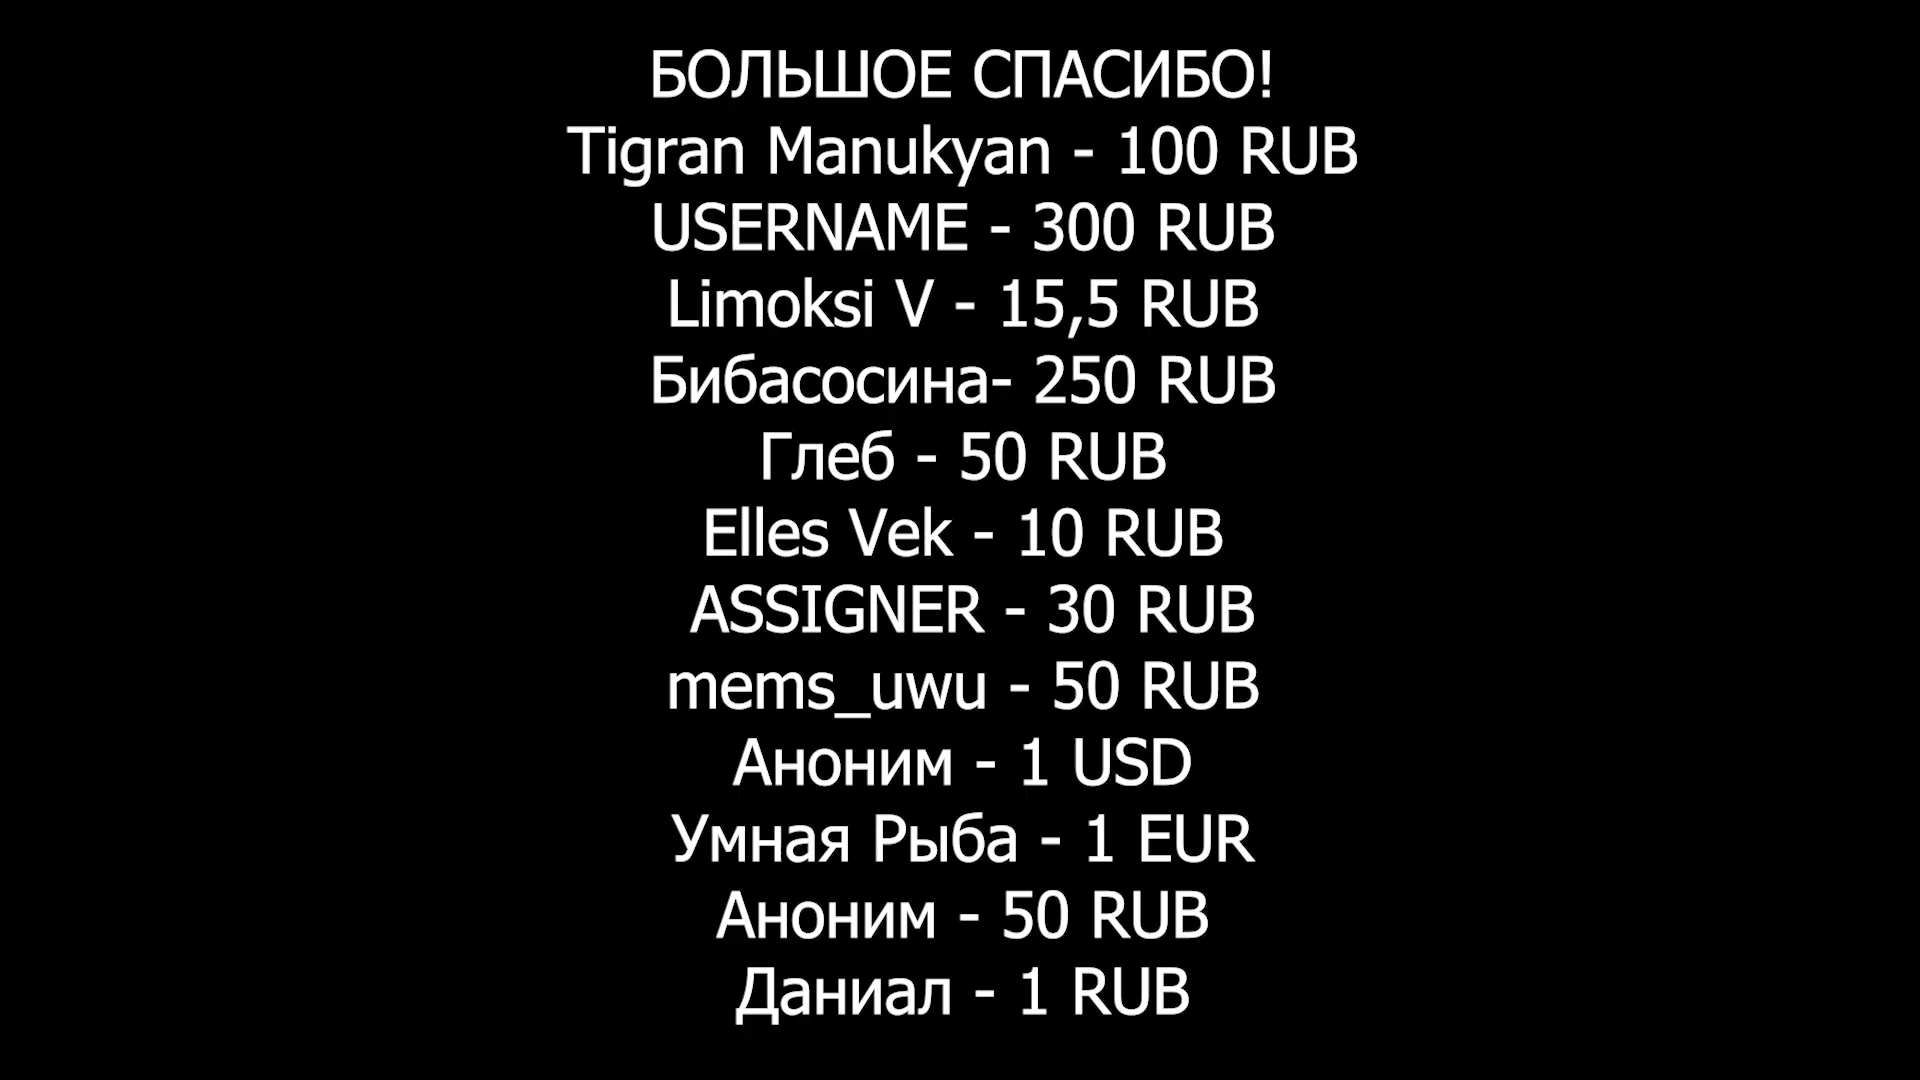 БОЛЬШОЕ СПАСИБО!
Tigran Manukyan - 100 RUB
USERNAME - 300 RUB
Limoksi V - 15,5 RUB
Бибасосина- 250 RUB
Глеб - 50 RUB
Elles Vek - 10 RUB
ASSIGNER - 30 RUB
mems_uwu - 50 RUB
Аноним - 1 USD
Умная Рыба - 1 EUR
Аноним - 50 RUB
Даниал - 1 RUB